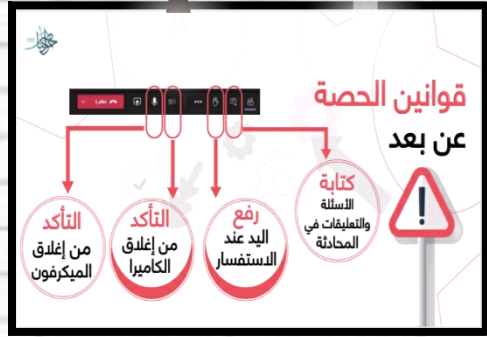 قوانين الحصة
عن بعد
كتابة
الأسئلة
والتعليقات في
المحادثة
رفع
اليد عند
الاستفسار
التأكد
من إغلاق
الكاميرا
التأكد
من إغلاق
الميكرفون